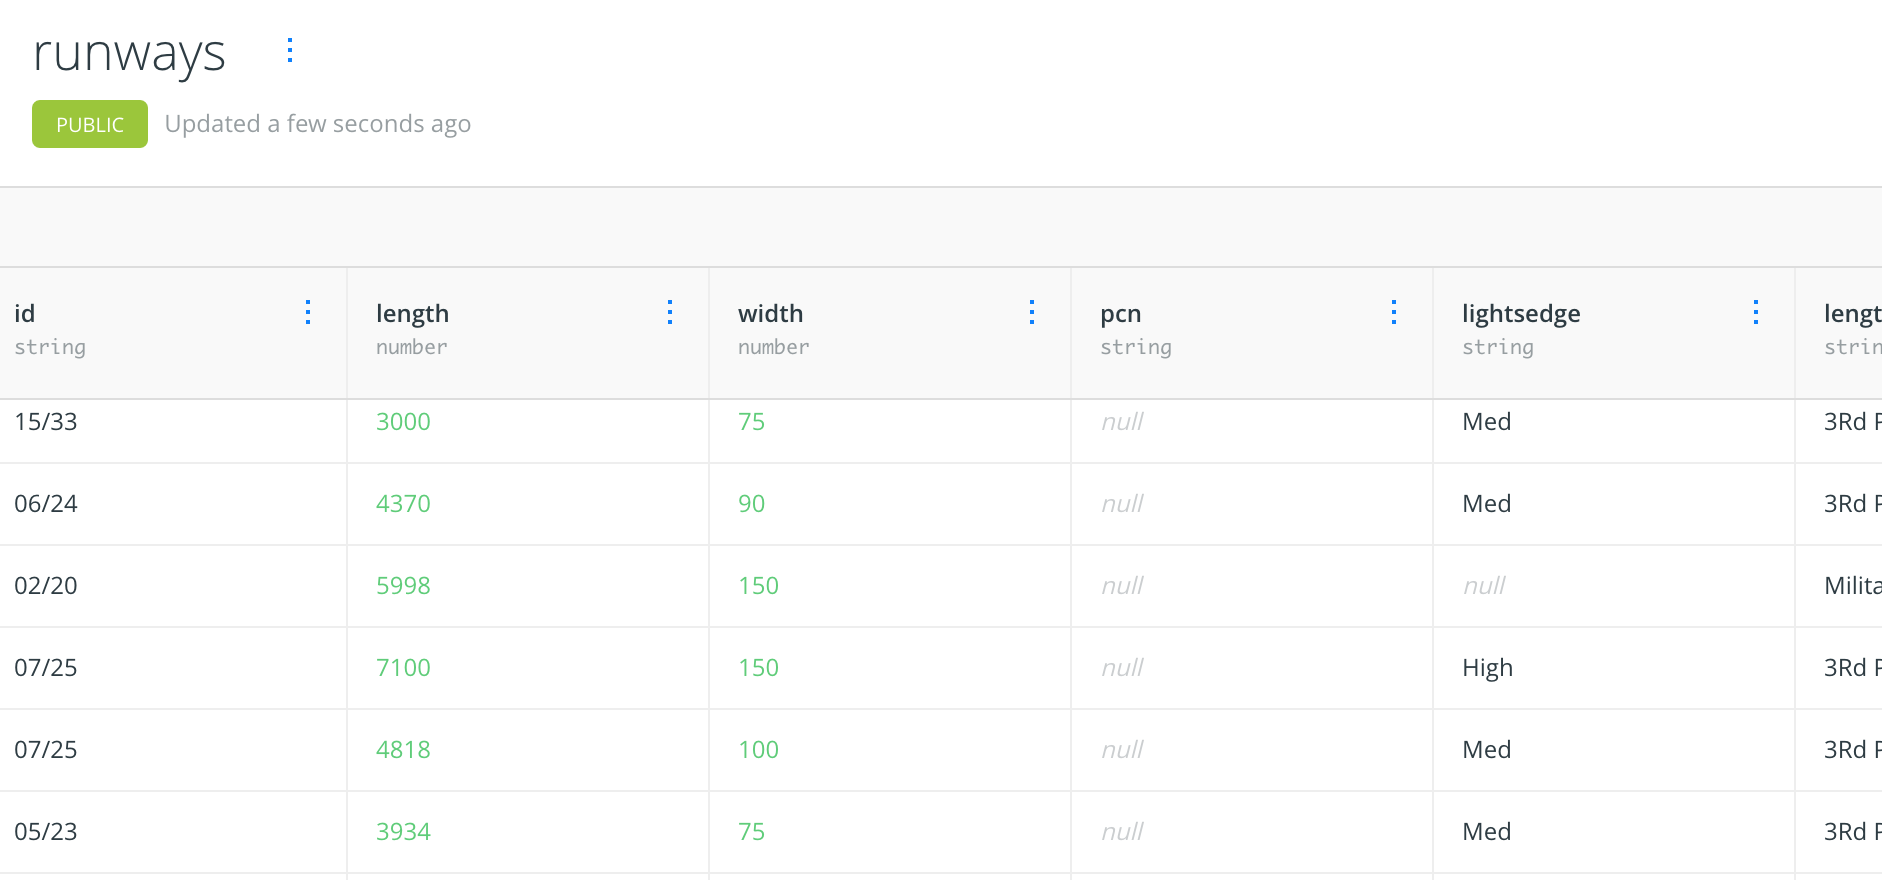 runways
PUBLIC Updated a few seconds ago
id length width pcn lightsedge
string number number string string
15/33 3000 75 null Med 3Rd
06/24 4370 90 null Med 3Rd
02/20 5998 150 null null
07/25 7100 150 null High 3Rd
07/25 4818 100 null Med 3Rd
05/23 3934 75 null Med 3Rd